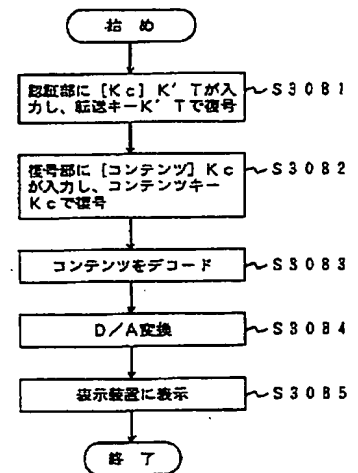 始 め
認証部に [Kc] K' Tが入
力し、転送キーK' Tで復号
S3081
復号部に [コンテンツ] Kc
が入力し、コンテンツキー
Kcで復号
S3082
コンテンツをデコード
S3083
D/A変換
S3084
表示装置に表示
S3085
終 了